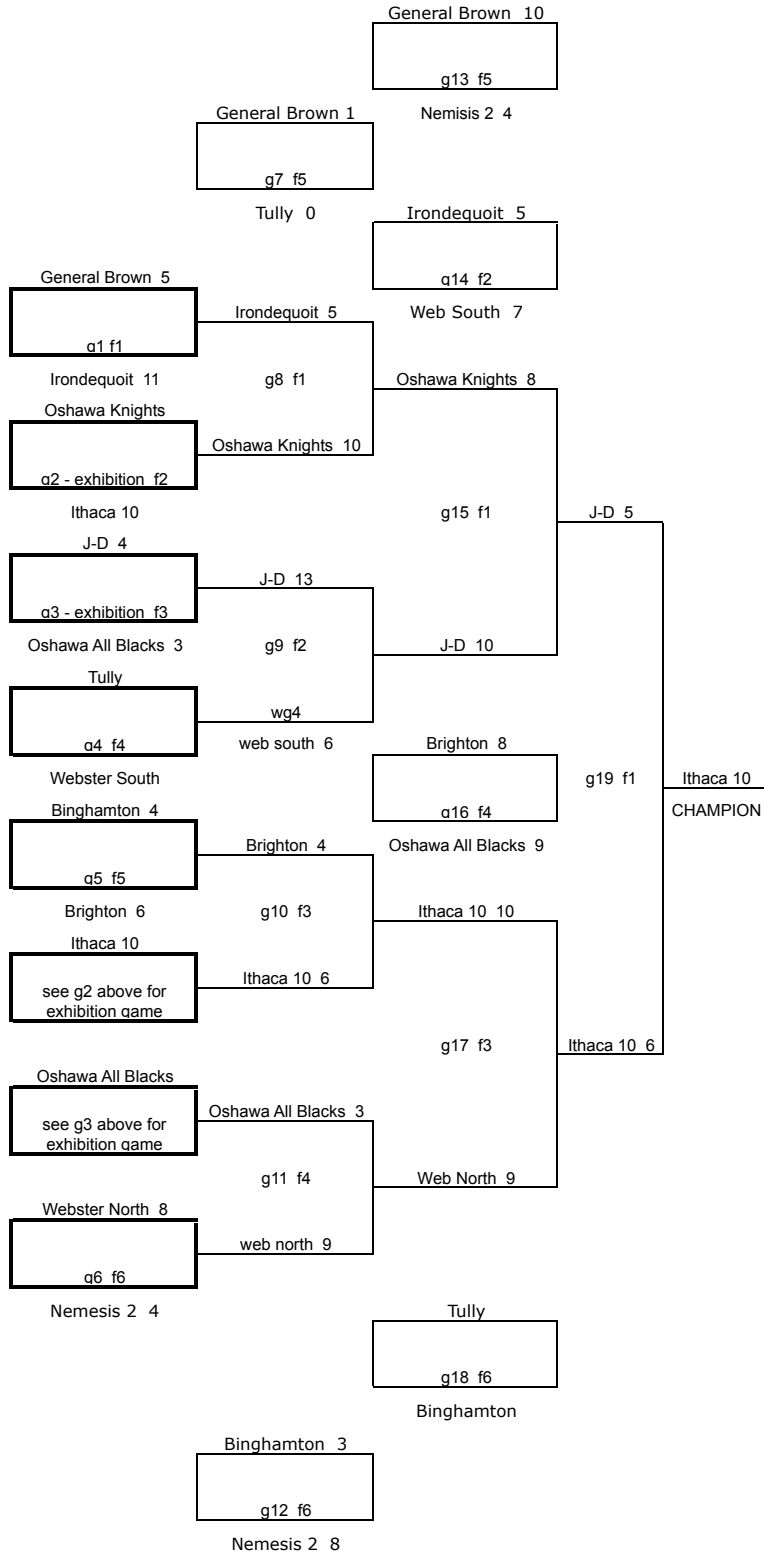 General Brown 10
g13 f5
Nemisis 2 4
General Brown 1
g7 f5
Tully 0
Irondequoit 5
g14 f2
Web South 7
General Brown 5
g1 f1
Irondequoit 11
Irondequoit 5
g8 f1
Oshawa Knights 10
Oshawa Knights
g2 - exhibition f2
Ithaca 10
Oshawa Knights 8
g15 f1
J-D 10
J-D 5
J-D 4
g3 - exhibition f3
Oshawa All Blacks 3
J-D 13
g9 f2
wg4
web south 6
Tully
g4 f4
Webster South
Brighton 8
g16 f4
Oshawa All Blacks 9
g19 f1
Ithaca 10
CHAMPION
Binghamton 4
g5 f5
Brighton 6
Brighton 4
g10 f3
Ithaca 10 6
Ithaca 10
see g2 above for
exhibition game
Ithaca 10 10
g17 f3
Web North 9
Ithaca 10 6
Oshawa All Blacks
see g3 above for
exhibition game
Oshawa All Blacks 3
g11 f4
web north 9
Webster North 8
g6 f6
Nemesis 2 4
Tully
g18 f6
Binghamton
Binghamton 3
g12 f6
Nemesis 2 8